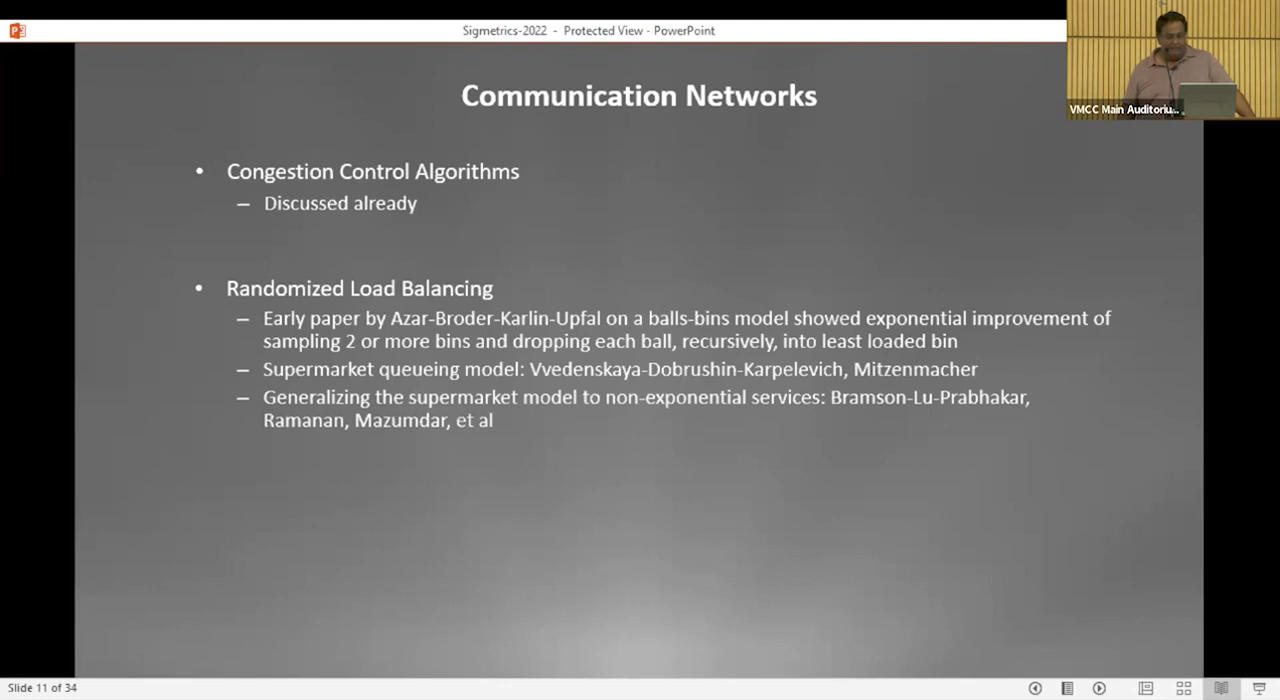 Sigmetrics-2022 - Protected View - PowerPoint
VMCC Main Auditoriu...
Communication Networks
• Congestion Control Algorithms
– Discussed already
• Randomized Load Balancing
– Early paper by Azar-Broder-Karlin-Upfal on a balls-bins model showed exponential improvement of
sampling 2 or more bins and dropping each ball, recursively, into least loaded bin
– Supermarket queueing model: Vvedenskaya-Dobrushin-Karpelevich, Mitzenmacher
– Generalizing the supermarket model to non-exponential services: Bramson-Lu-Prabhakar,
Ramanan, Mazumdar, et al
Slide 11 of 34